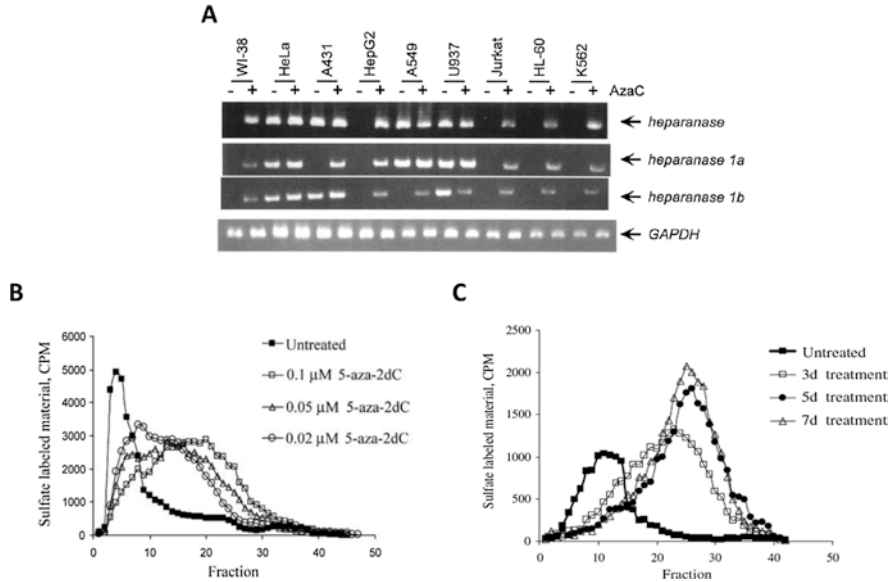 A
WI-38 HeLa A431 HepG2 A549 U937 Jurkat HL-60 K562
- + - + - + - + - + - + - + - + - + AzaC
heparanase
heparanase 1a
heparanase 1b
GAPDH
B
Sulfate labeled material, CPM
6000
5000
4000
3000
2000
1000
0
0 10 20 30 40 50
Fraction
Untreated
0.1 µM 5-aza-2dC
0.05 µM 5-aza-2dC
0.02 µM 5-aza-2dC
C
Sulfate labeled material, CPM
2500
2000
1500
1000
500
0
0 10 20 30 40 50
Fraction
Untreated
3d treatment
5d treatment
7d treatment